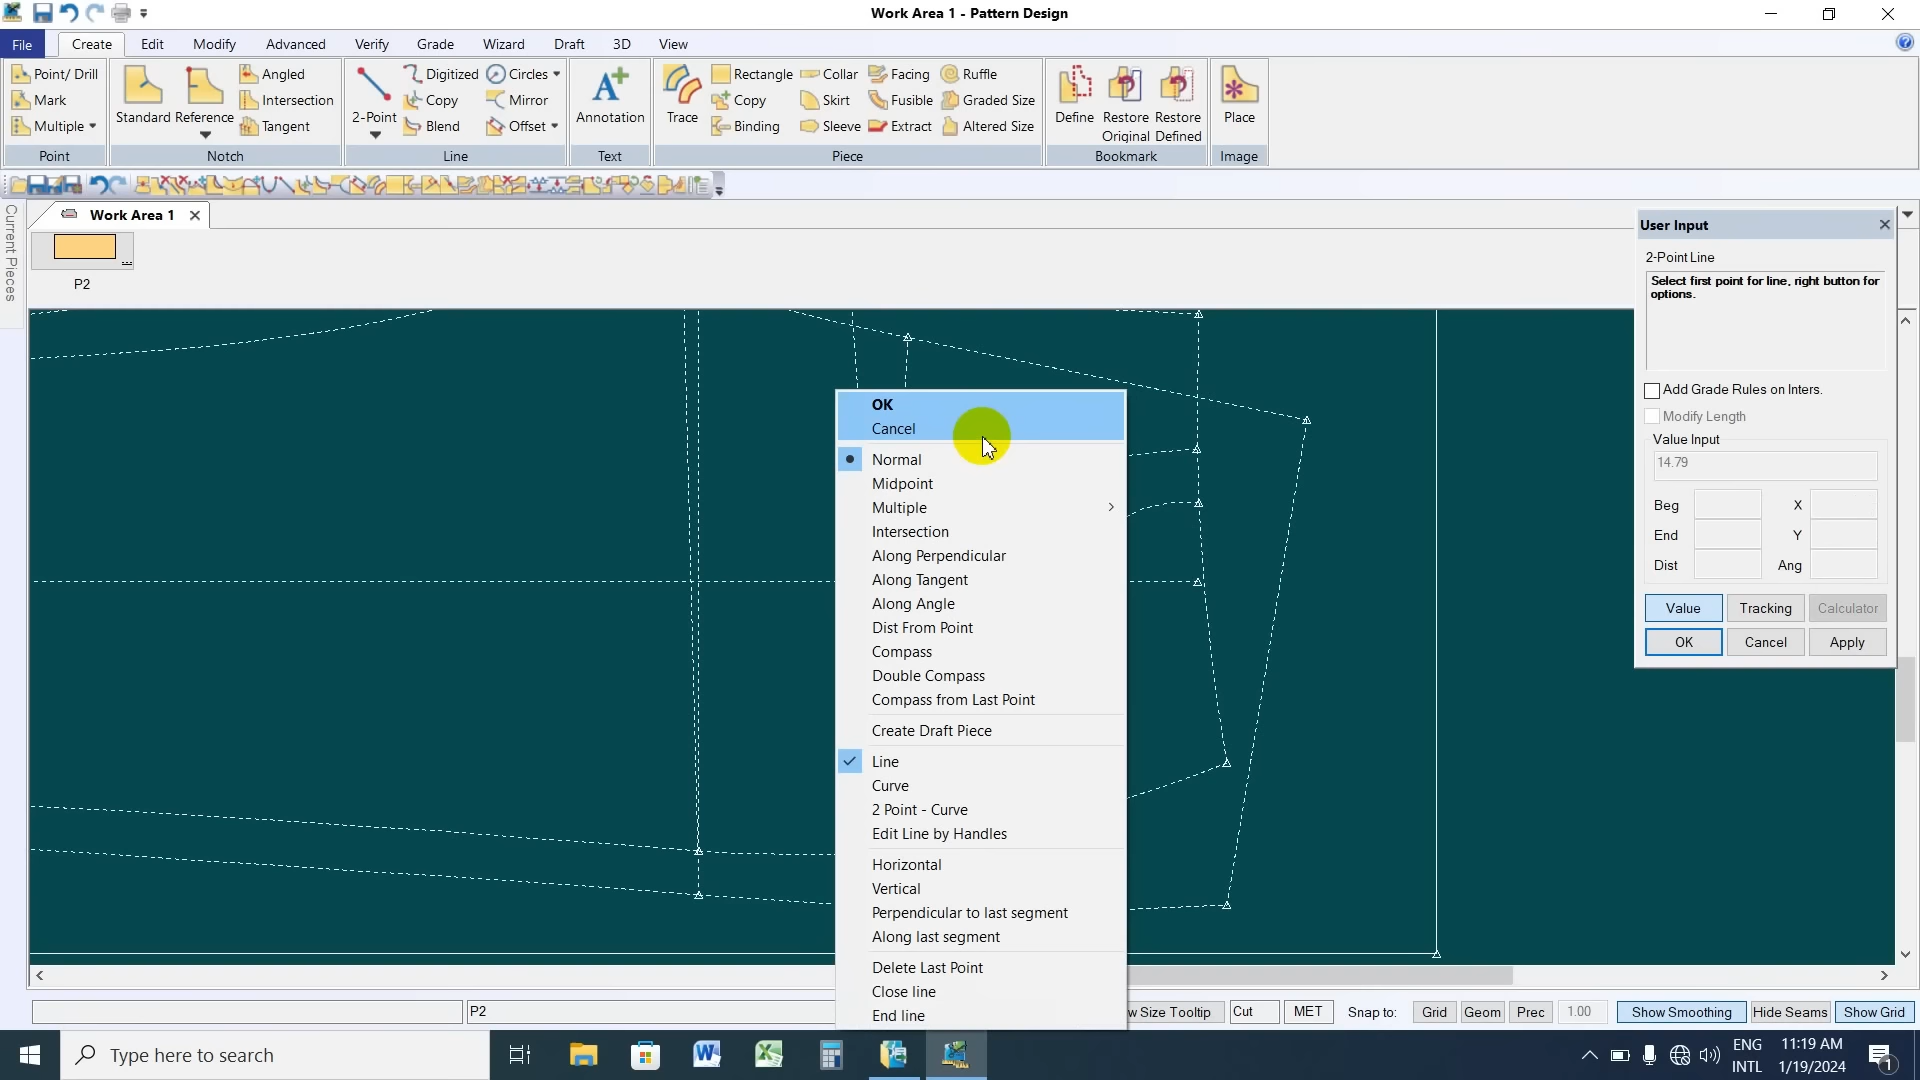 Work Area 1 - Pattern Design
File Create Edit Modify Advanced Verify Grade Wizard Draft 3D View
Point/ Drill
Mark
Multiple
Point
Standard
Reference
Angled
Intersection
Tangent
Notch
2-Point
Digitized
Copy
Blend
Circles
Mirror
Offset
Line
Annotation
Text
Trace
Rectangle
Copy
Binding
Collar
Skirt
Sleeve
Facing
Fusible
Extract
Ruffle
Graded Size
Altered Size
Piece
Define
Restore
Original
Restore
Defined
Bookmark
Place
Image
Current Pieces
Work Area 1
P2
OK
Cancel
Normal
Midpoint
Multiple
Intersection
Along Perpendicular
Along Tangent
Along Angle
Dist From Point
Compass
Double Compass
Compass from Last Point
Create Draft Piece
Line
Curve
2 Point - Curve
Edit Line by Handles
Horizontal
Vertical
Perpendicular to last segment
Along last segment
Delete Last Point
Close line
End line
User Input
2-Point Line
Select first point for line, right button for
options.
Add Grade Rules on Inters.
Modify Length
Value Input
14.79
Beg X
End Y
Dist Ang
Value Tracking Calculator
OK Cancel Apply
P2
w Size Tooltip Cut MET Snap to: Grid Geom Prec 1.00 Show Smoothing Hide Seams Show Grid
Type here to search
ENG
INTL
11:19 AM
1/19/2024
1